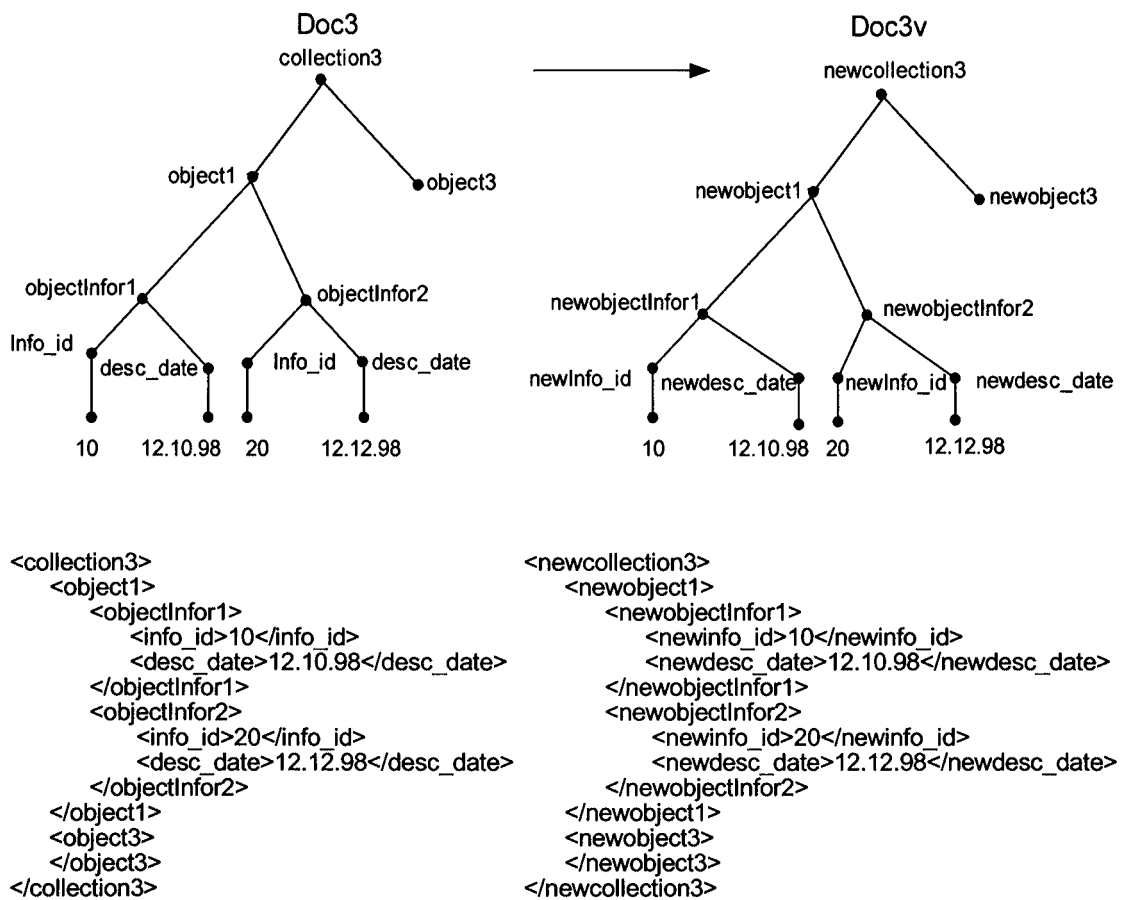 Doc3
collection3
object1
object3
objectInfor1
objectInfor2
Info_id
desc_date
Info_id
desc_date
10
12.10.98
20
12.12.98
Doc3v
newcollection3
newobject1
newobject3
newobjectInfor1
newobjectInfor2
newInfo_id
newdesc_date
newInfo_id
newdesc_date
10
12.10.98
20
12.12.98
<collection3>
<object1>
<objectInfor1>
<info_id>10</info_id>
<desc_date>12.10.98</desc_date>
</objectInfor1>
<objectInfor2>
<info_id>20</info_id>
<desc_date>12.12.98</desc_date>
</objectInfor2>
</object1>
<object3>
</object3>
</collection3>
<newcollection3>
<newobject1>
<newobjectInfor1>
<newinfo_id>10</newinfo_id>
<newdesc_date>12.10.98</newdesc_date>
</newobjectInfor1>
<newobjectInfor2>
<newinfo_id>20</newinfo_id>
<newdesc_date>12.12.98</newdesc_date>
</newobjectInfor2>
</newobject1>
<newobject3>
</newobject3>
</newcollection3>